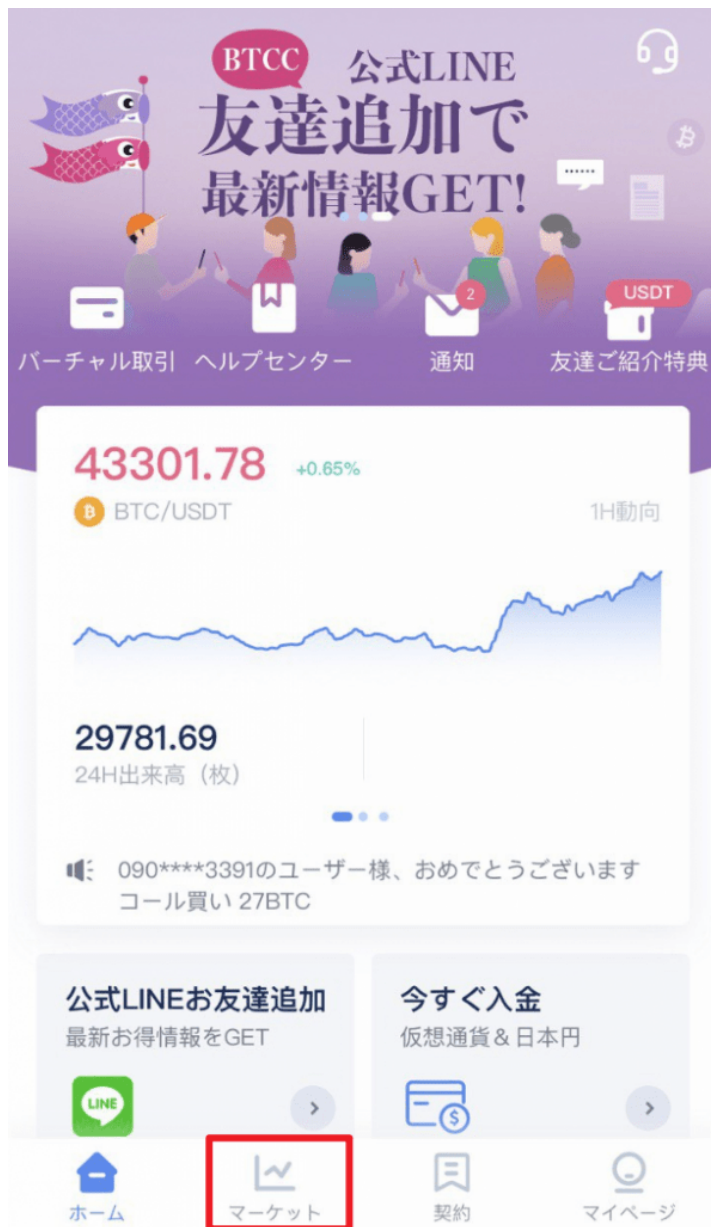 BTCC
公式LINE
友達追加で
最新情報GET!
2
USDT
バーチャル取引 ヘルプセンター 通知 友達ご紹介特典
43301.78 +0.65%
BTC/USDT 1H動向
29781.69
24H出来高（枚）
090****3391のユーザー様、おめでとうございます
コール買い 27BTC
公式LINEお友達追加 今すぐ入金
最新お得情報をGET 仮想通貨＆日本円
LINE
ホーム マーケット 契約 マイページ